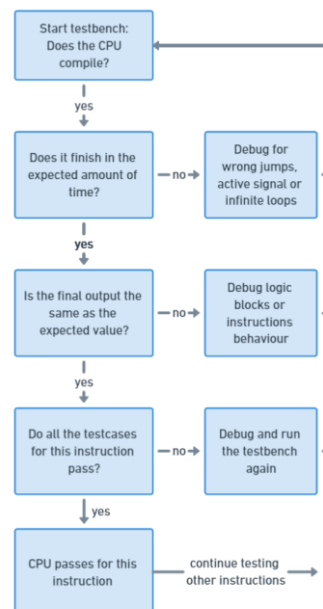 Start testbench:
Does the CPU
compile?
yes
Does it finish in the
expected amount of
time?
no
Debug for
wrong jumps,
active signal or
infinite loops
yes
Is the final output the
same as the
expected value?
no
Debug logic
blocks or
instructions
behaviour
yes
Do all the testcases
for this instruction
pass?
no
Debug and run
the testbench
again
yes
CPU passes for this
instruction
continue testing
other instructions